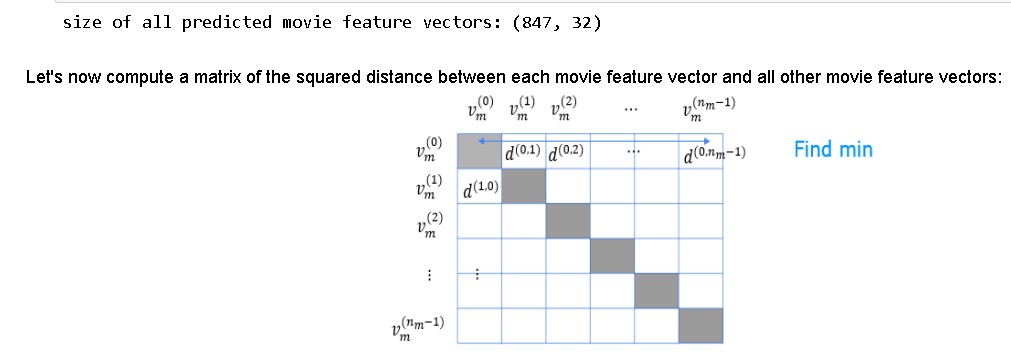 size of all predicted movie feature vectors: (847, 32)
Let's now compute a matrix of the squared distance between each movie feature vector and all other movie feature vectors:
v_m^(0) v_m^(1) v_m^(2) ... v_m^(n_m−1)
v_m^(0) d^(0,1) d^(0,2) ... d^(0,n_m−1) Find min
v_m^(1) d^(1,0)
v_m^(2)
⋮ ⋮
v_m^(n_m−1)